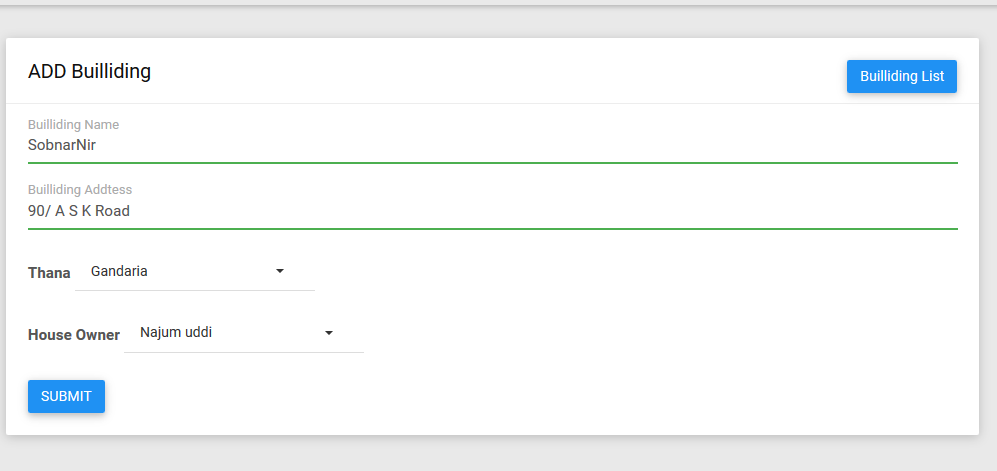 ADD Builliding
Builliding List
Builliding Name
SobnarNir
Builliding Addtess
90/ A S K Road
Thana Gandaria
House Owner Najum uddi
SUBMIT